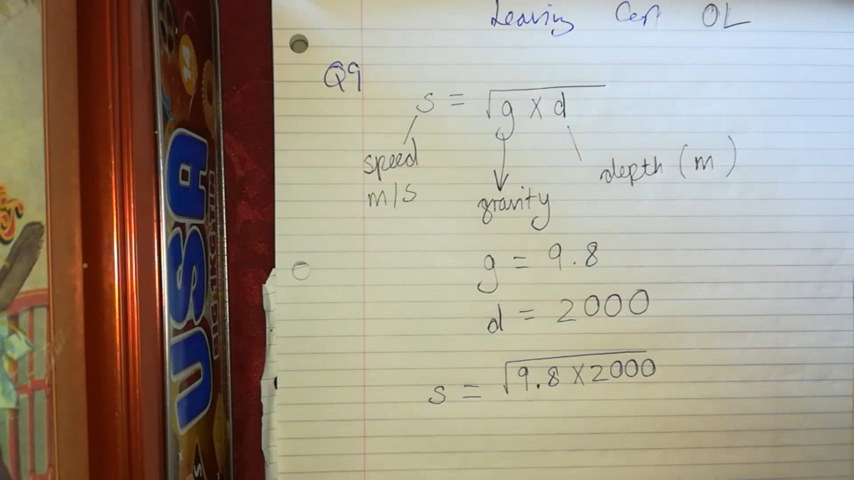 Leaving Cert OL
Q9
s = √g x d
speed
m/s
gravity
depth (m)
g = 9.8
d = 2000
s = √9.8 x 2000
USA